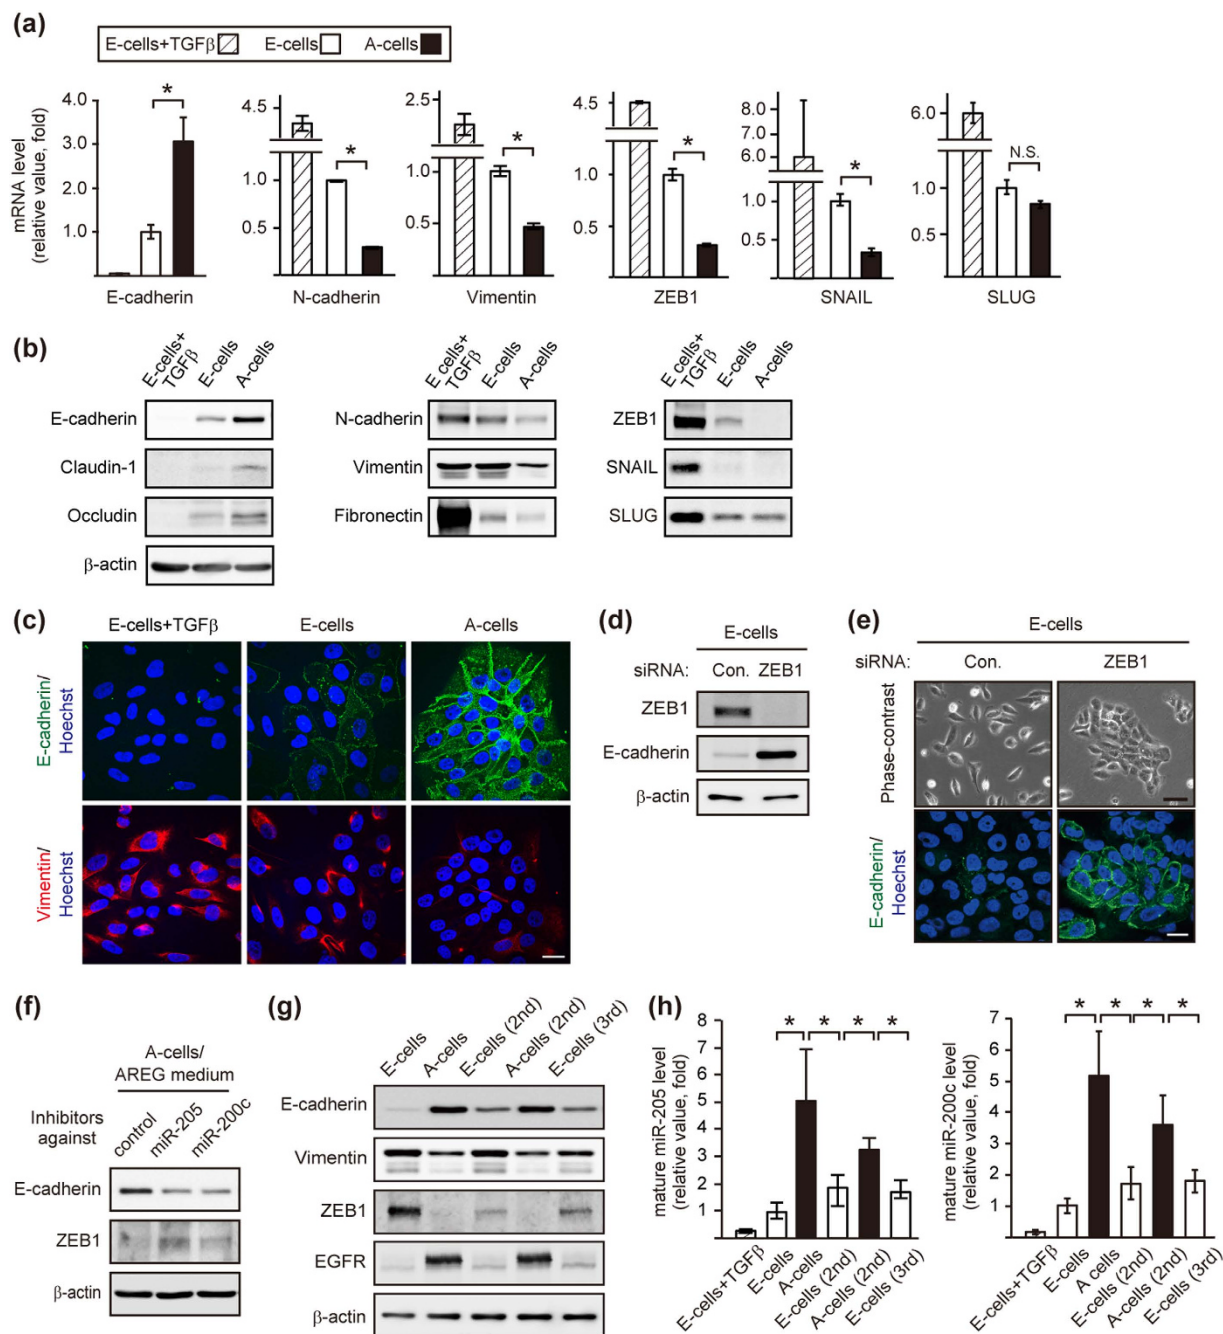 (a)
E-cells+TGFβ E-cells A-cells
mRNA level
(relative value, fold)
4.0
3.0
2.0
1.0
*
E-cadherin
4.5
1.0
0.5
*
N-cadherin
2.5
1.0
0.5
*
Vimentin
4.5
1.0
0.5
*
ZEB1
8.0
6.0
6.0
1.0
0.5
*
SNAIL
6.0
1.0
0.5
N.S.
SLUG
(b)
E-cells+
TGFβ
E-cells
A-cells
E-cadherin
Claudin-1
Occludin
β-actin
E cells+
TGFβ
E-cells
A-cells
N-cadherin
Vimentin
Fibronectin
E-cells+
TGFβ
E-cells
A-cells
ZEB1
SNAIL
SLUG
(c)
E-cells+TGFβ E-cells A-cells
E-cadherin/
Hoechst
Vimentin/
Hoechst
(d)
E-cells
siRNA: Con. ZEB1
ZEB1
E-cadherin
β-actin
(e)
E-cells
siRNA: Con. ZEB1
Phase-contrast
E-cadherin/
Hoechst
(f)
A-cells/
AREG medium
Inhibitors
against
control
miR-205
miR-200c
E-cadherin
ZEB1
β-actin
(g)
E-cells
A-cells
E-cells (2nd)
A-cells (2nd)
E-cells (3rd)
E-cadherin
Vimentin
ZEB1
EGFR
β-actin
(h)
mature miR-205 level
(relative value, fold)
8
7
6
5
4
3
2
1
* * * *
E-cells+TGFβ
E-cells
A-cells
E-cells (2nd)
A-cells (2nd)
E-cells (3rd)
mature miR-200c level
(relative value, fold)
7
6
5
4
3
2
1
* * * *
E-cells+TGFβ
E-cells
A cells
E-cells (2nd)
A-cells (2nd)
E-cells (3rd)